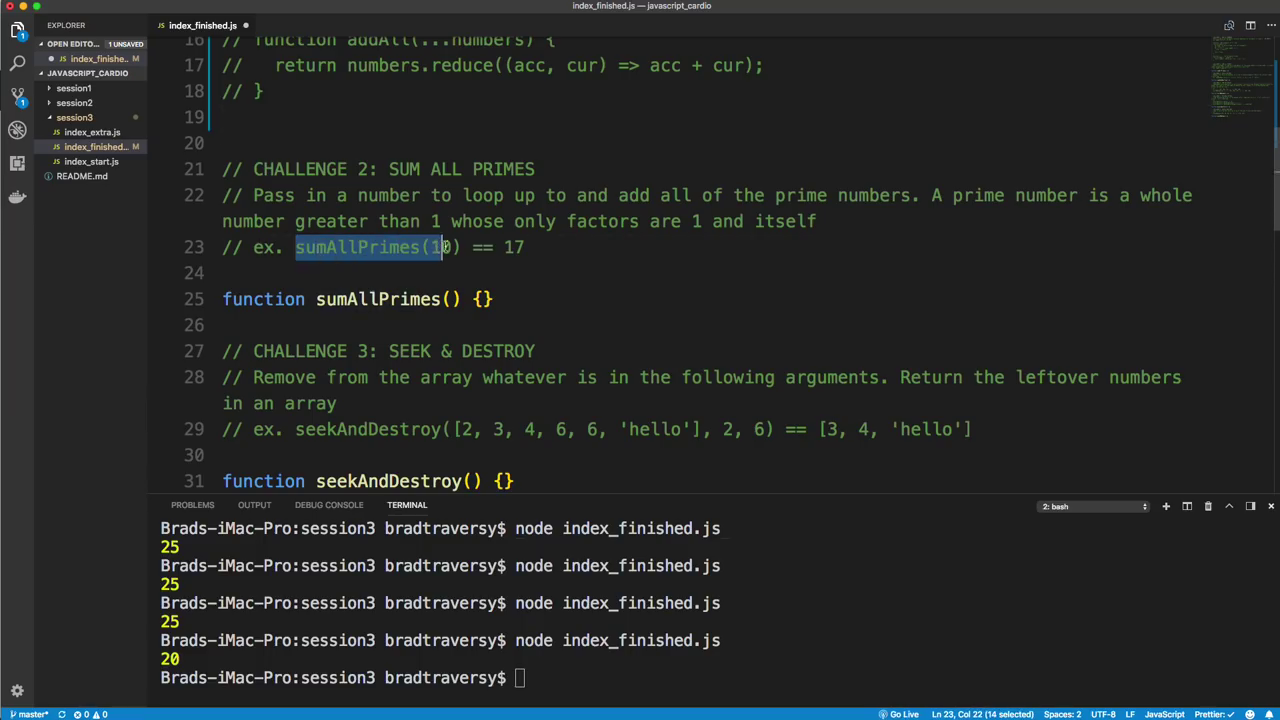 index_finished.js — javascript_cardio
EXPLORER
index_finished.js
OPEN EDITO... 1 UNSAVED
index_finishe...
JAVASCRIPT_CARDIO
session1
session2
session3
index_extra.js
index_finished...
index_start.js
README.md
16 // function addAll(...numbers) {
17 //   return numbers.reduce((acc, cur) => acc + cur);
18 // }
19
20
21 // CHALLENGE 2: SUM ALL PRIMES
22 // Pass in a number to loop up to and add all of the prime numbers. A prime number is a whole
number greater than 1 whose only factors are 1 and itself
23 // ex. sumAllPrimes(10) == 17
24
25 function sumAllPrimes() {}
26
27 // CHALLENGE 3: SEEK & DESTROY
28 // Remove from the array whatever is in the following arguments. Return the leftover numbers
in an array
29 // ex. seekAndDestroy([2, 3, 4, 6, 6, 'hello'], 2, 6) == [3, 4, 'hello']
30
31 function seekAndDestroy() {}
PROBLEMS OUTPUT DEBUG CONSOLE TERMINAL 2: bash
Brads-iMac-Pro:session3 bradtraversy$ node index_finished.js
25
Brads-iMac-Pro:session3 bradtraversy$ node index_finished.js
25
Brads-iMac-Pro:session3 bradtraversy$ node index_finished.js
25
Brads-iMac-Pro:session3 bradtraversy$ node index_finished.js
20
Brads-iMac-Pro:session3 bradtraversy$
master* 0 0 Go Live Ln 23, Col 22 (14 selected) Spaces: 2 UTF-8 LF JavaScript Prettier: ✓